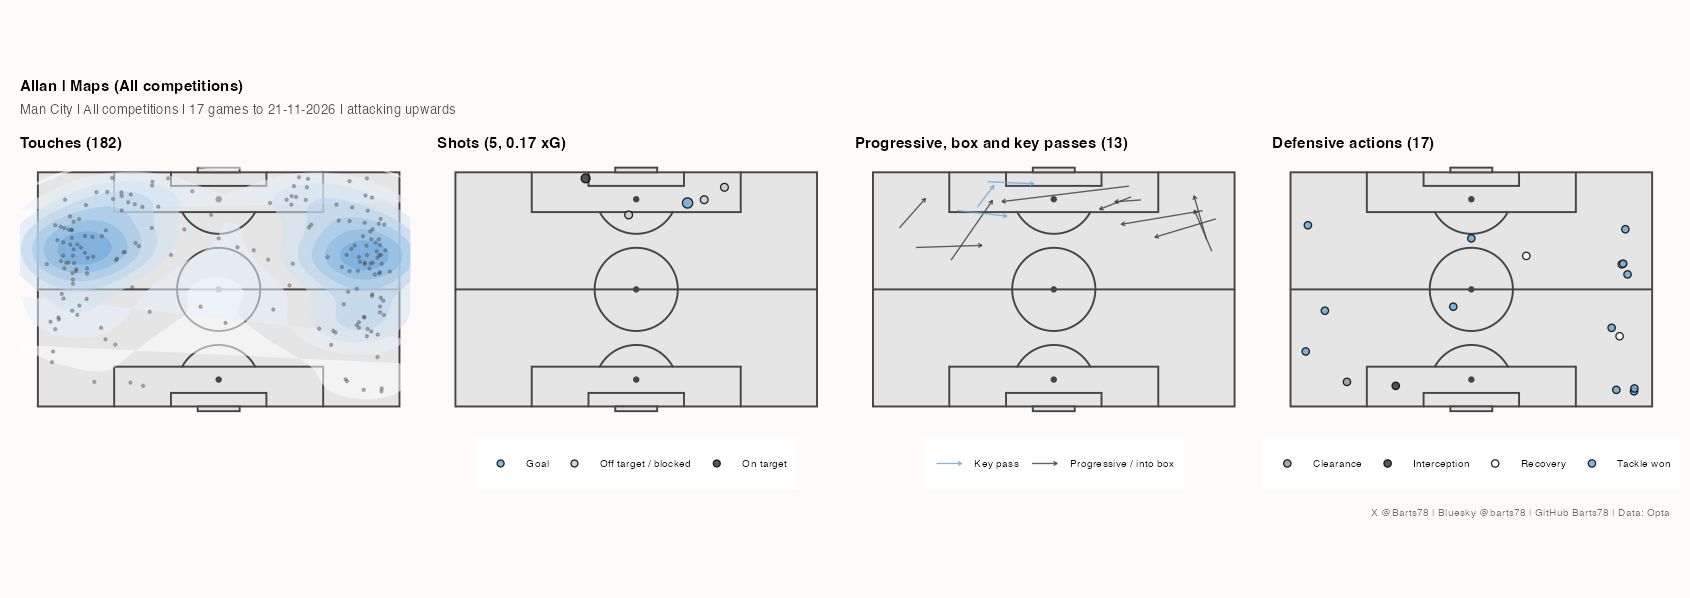 Allan | Maps (All competitions)
Man City | All competitions | 17 games to 21-11-2026 | attacking upwards
Touches (182)
Shots (5, 0.17 xG)
Progressive, box and key passes (13)
Defensive actions (17)
Goal
Off target / blocked
On target
Key pass
Progressive / into box
Clearance
Interception
Recovery
Tackle won
X @Barts78 | Bluesky @barts78 | GitHub Barts78 | Data: Opta